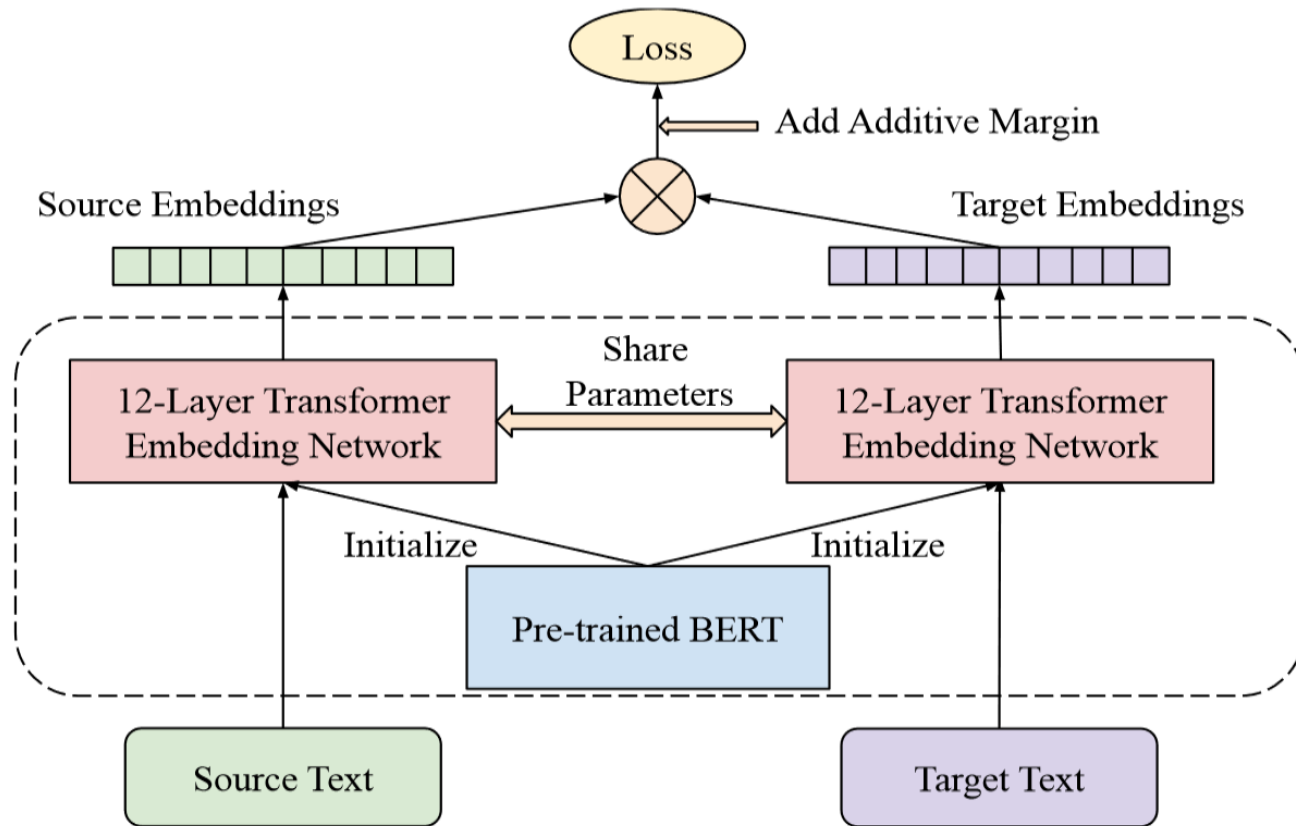 Loss
Add Additive Margin
Source Embeddings
Target Embeddings
Share
Parameters
12-Layer Transformer
Embedding Network
12-Layer Transformer
Embedding Network
Initialize
Initialize
Pre-trained BERT
Source Text
Target Text